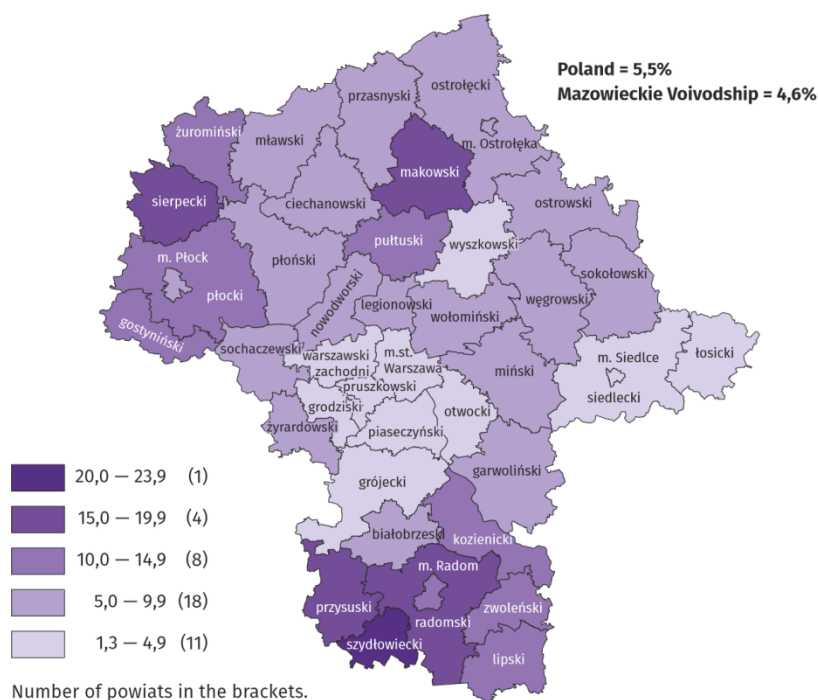 Poland = 5,5%
Mazowieckie Voivodship = 4,6%
ostrołęcki
przasnyski
żuromiński
mławski
m. Ostrołęka
makowski
sierpecki
ciechanowski
ostrowski
pułtuski
wyszkowski
m. Płock
płoński
sokołowski
płocki
nowodworski
legionowski
węgrowski
gostyniński
wołomiński
sochaczewski
warszawski
zachodni
m.st.
Warszawa
m. Siedlce
łosicki
pruszkowski
miński
siedlecki
grodziski
otwocki
żyrardowski
piaseczyński
garwoliński
grójecki
białobrzeski
kozienicki
m. Radom
przysuski
zwoleński
radomski
szydłowiecki
lipski
20,0 — 23,9 (1)
15,0 — 19,9 (4)
10,0 — 14,9 (8)
5,0 — 9,9 (18)
1,3 — 4,9 (11)
Number of powiats in the brackets.